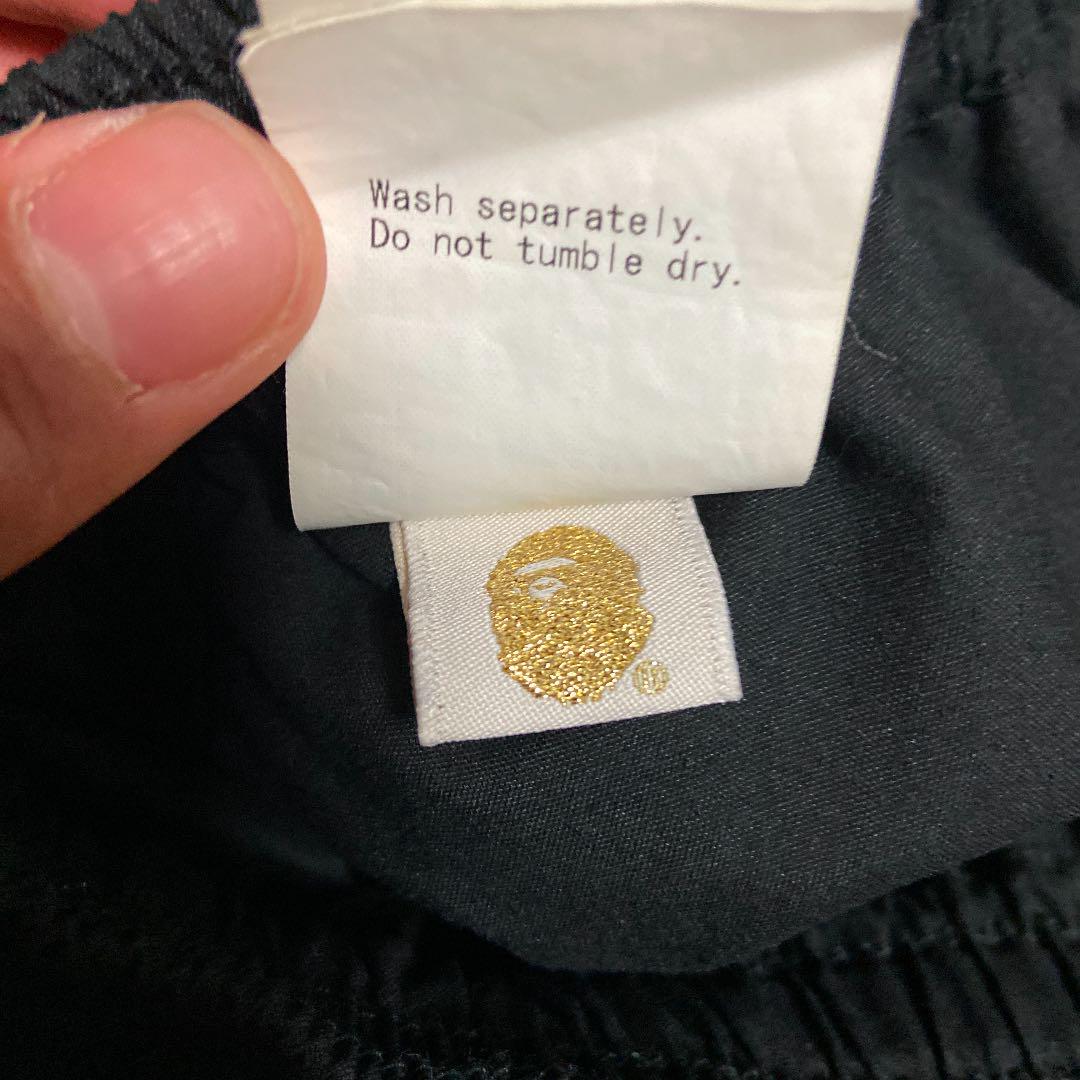 Wash separately.
Do not tumble dry.